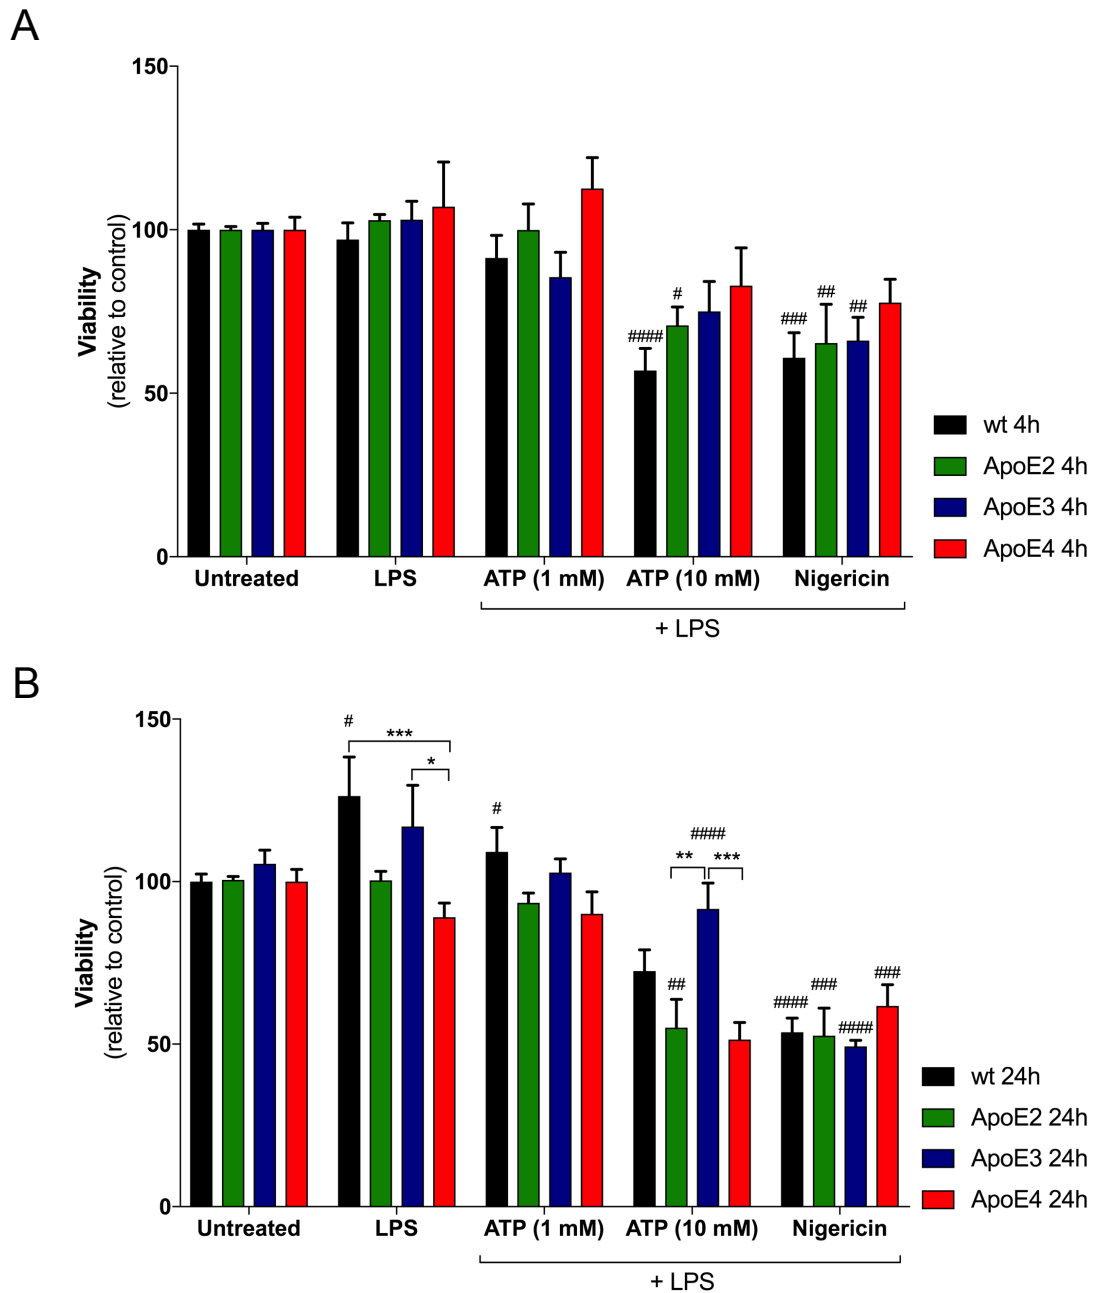 A
150
100
50
0
Viability
(relative to control)
#### # ### ## ##
Untreated LPS ATP (1 mM) ATP (10 mM) Nigericin
+ LPS
wt 4h
ApoE2 4h
ApoE3 4h
ApoE4 4h
B
150
100
50
0
Viability
(relative to control)
#
***
*
#
####
** ***
##
#### ### #### ###
Untreated LPS ATP (1 mM) ATP (10 mM) Nigericin
+ LPS
wt 24h
ApoE2 24h
ApoE3 24h
ApoE4 24h